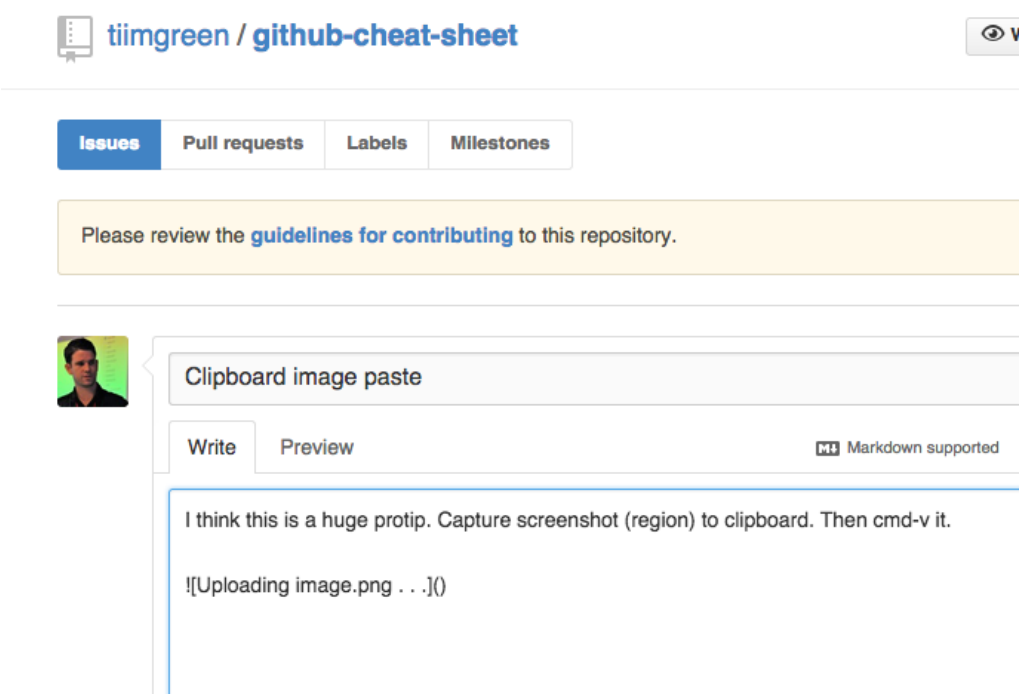 tiimgreen / github-cheat-sheet
Issues Pull requests Labels Milestones
Please review the guidelines for contributing to this repository.
Clipboard image paste
Write Preview Markdown supported
I think this is a huge protip. Capture screenshot (region) to clipboard. Then cmd-v it.
![Uploading image.png . . .]()